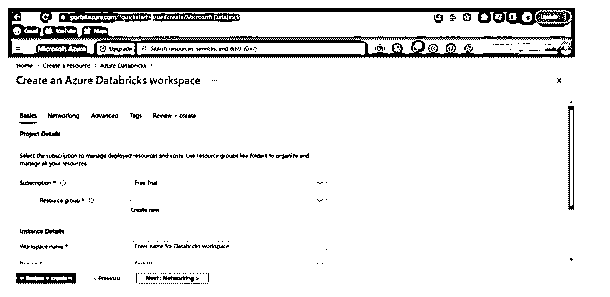 portal.azure.com/#create/Microsoft.Databricks
Gmail YouTube Maps
Microsoft Azure Upgrade Search resources, services, and docs (G+/)
Home > Create a resource > Azure Databricks >
Create an Azure Databricks workspace ...
Basics Networking Advanced Tags Review + create
Project Details
Select the subscription to manage deployed resources and costs. Use resource groups like folders to organize and
manage all your resources.
Subscription * Free Trial
Resource group *
Create new
Instance Details
Workspace name * Enter name for Databricks workspace
Review + create < Previous Next : Networking >